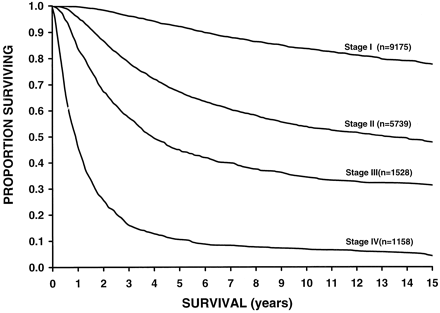 PROPORTION SURVIVING
1.0
0.9
0.8
0.7
0.6
0.5
0.4
0.3
0.2
0.1
0.0
Stage I (n=9175)
Stage II (n=5739)
Stage III(n=1528)
Stage IV(n=1158)
0 1 2 3 4 5 6 7 8 9 10 11 12 13 14 15
SURVIVAL (years)